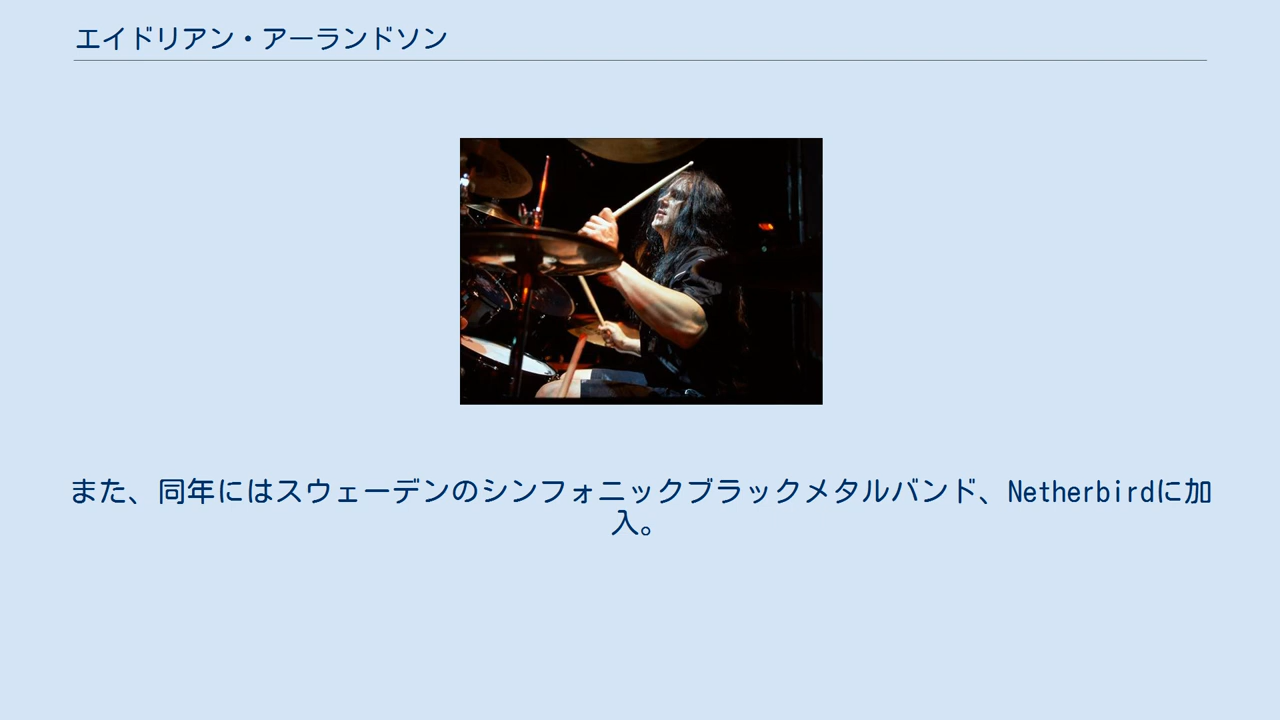 エイドリアン・アーランドソン
また、同年にはスウェーデンのシンフォニックブラックメタルバンド、Netherbirdに加
入。